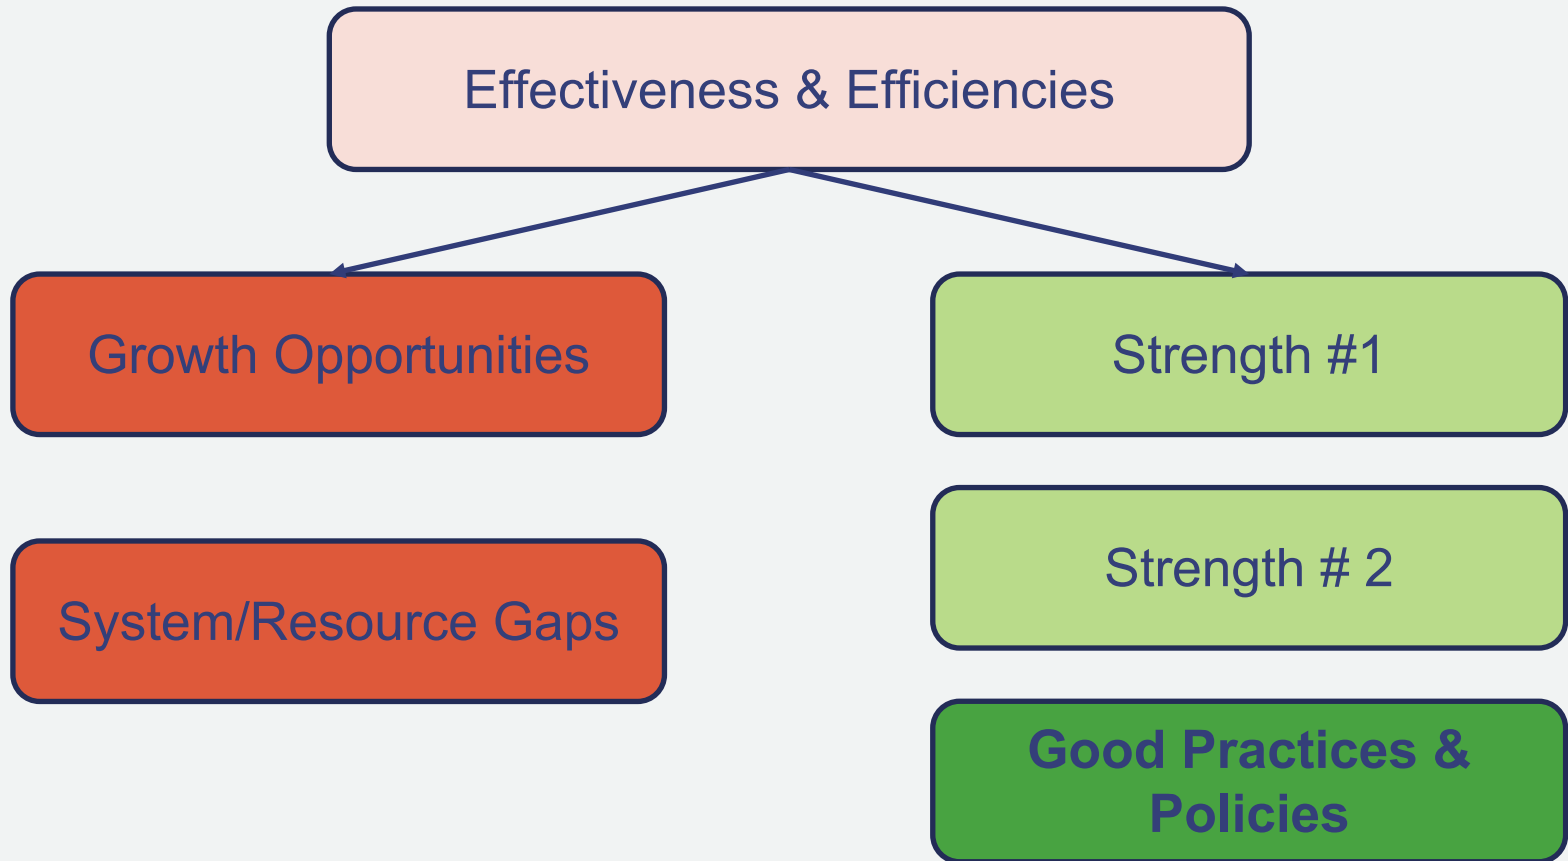 Effectiveness & Efficiencies
Growth Opportunities
System/Resource Gaps
Strength #1
Strength # 2
Good Practices &
Policies